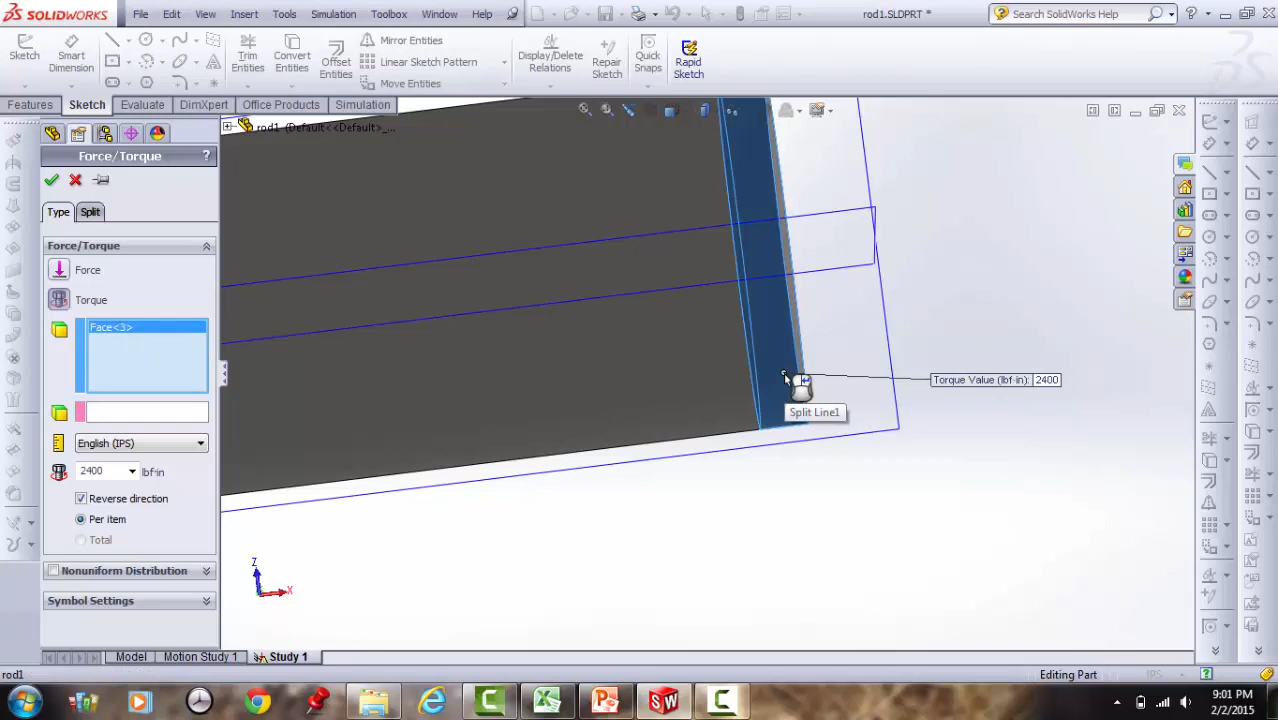 SOLIDWORKS File Edit View Insert Tools Simulation Toolbox Window Help rod1.SLDPRT * Search SolidWorks Help
Sketch Smart Dimension Trim Entities Convert Entities Offset Entities Mirror Entities Linear Sketch Pattern Move Entities Display/Delete Relations Repair Sketch Quick Snaps Rapid Sketch
Features Sketch Evaluate DimXpert Office Products Simulation
rod1 (Default<<Default>_...
Force/Torque ?
Type Split
Force/Torque
Force
Torque
Face<3>
Torque Value (lbf·in): 2400
Split Line1
English (IPS)
2400 lbf·in
Reverse direction
Per item
Total
Nonuniform Distribution
Symbol Settings
Z
X
Model Motion Study 1 Study 1
rod1 Editing Part IPS
9:01 PM
2/2/2015